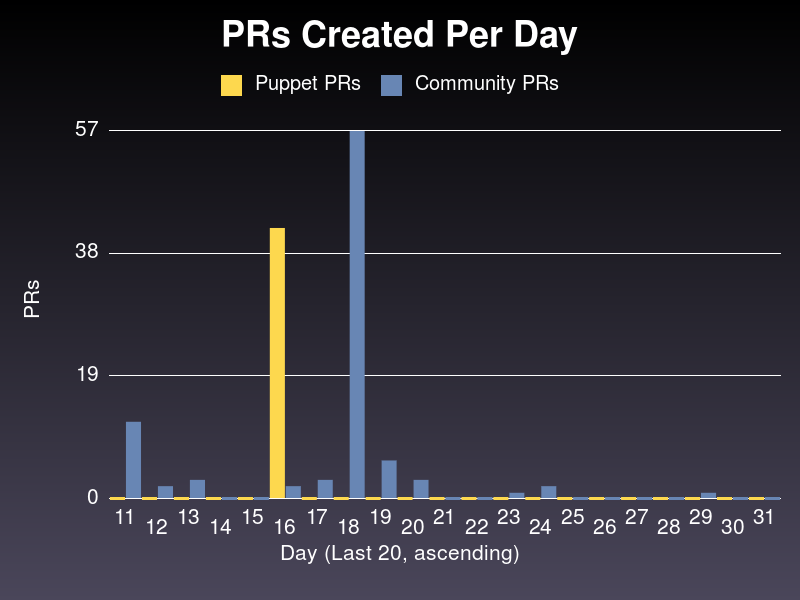 PRs Created Per Day
Puppet PRs Community PRs
57
38
19
0
PRs
11 12 13 14 15 16 17 18 19 20 21 22 23 24 25 26 27 28 29 30 31
Day (Last 20, ascending)